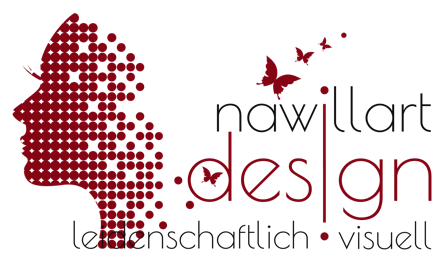 nawillart
design
leidenschaftlich • visuell